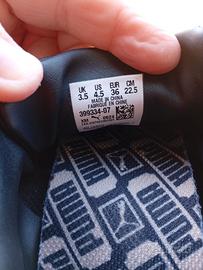 UK US EUR CM
3.5 4.5 36 22.5
MADE IN CHINA
FABRIQUÉ EN CHINE
399334-07
PUMA
PUMA
PUMA